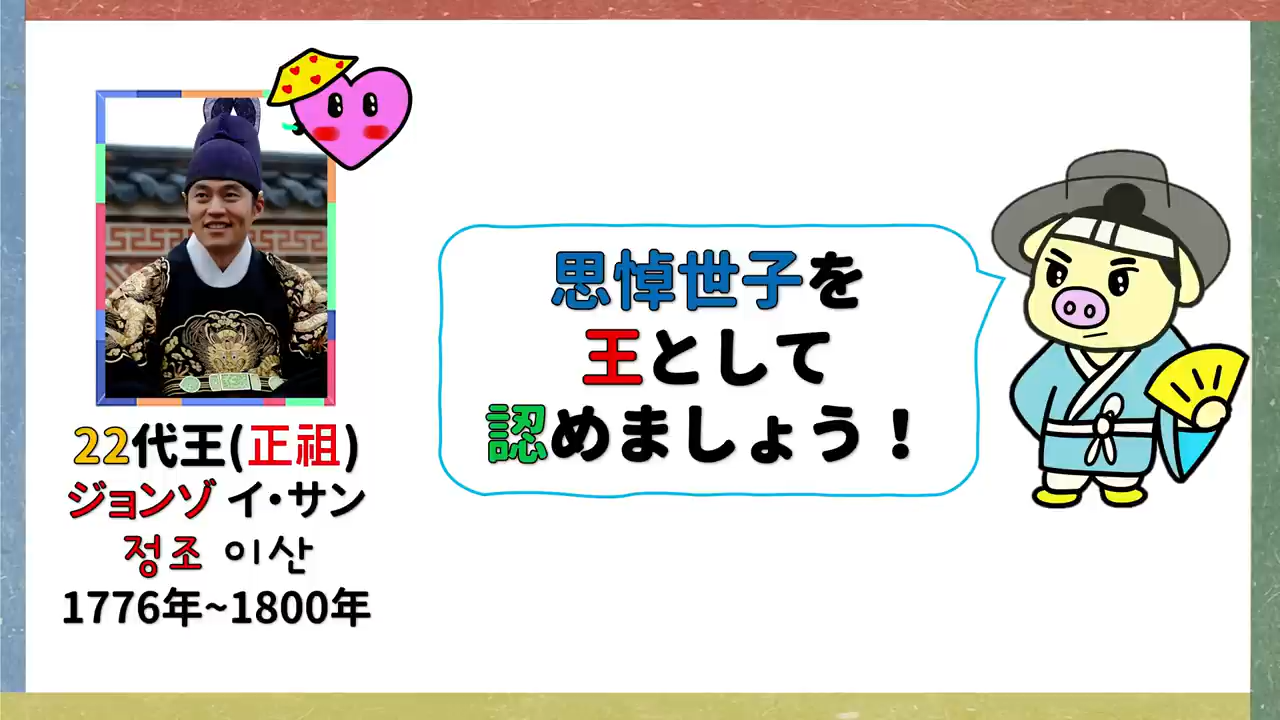 思悼世子を
王として
認めましょう！
22代王(正祖)
ジョンゾ イ・サン
정조 이산
1776年~1800年